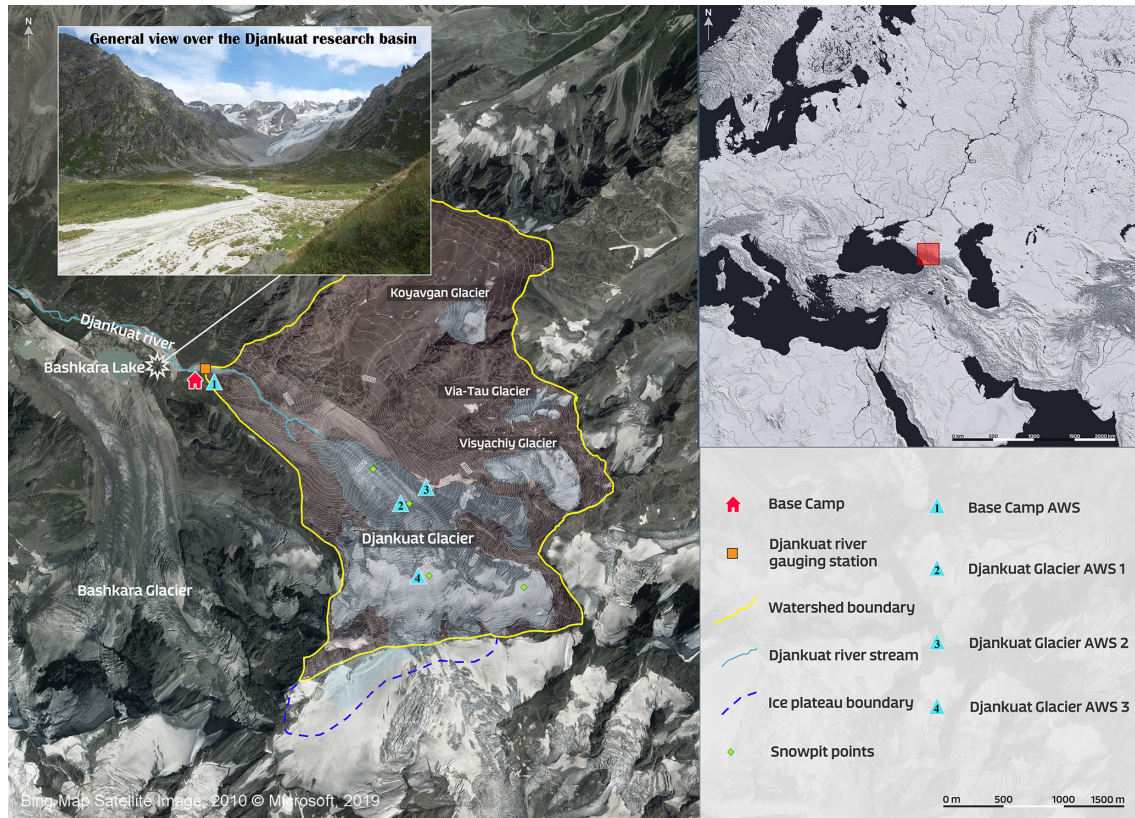 N
General view over the Djankuat research basin
Koyavgan Glacier
Djankuat river
Bashkara Lake
1
Via-Tau Glacier
Visyachiy Glacier
3
2
Djankuat Glacier
4
Bashkara Glacier
Bing Map Satellite Image, 2010 © Microsoft, 2019
N
0 km 500 1000 1500 2000 km
Base Camp
Djankuat river
gauging station
Watershed boundary
Djankuat river stream
Ice plateau boundary
Snowpit points
1 Base Camp AWS
2 Djankuat Glacier AWS 1
3 Djankuat Glacier AWS 2
4 Djankuat Glacier AWS 3
0 m 500 1000 1500 m